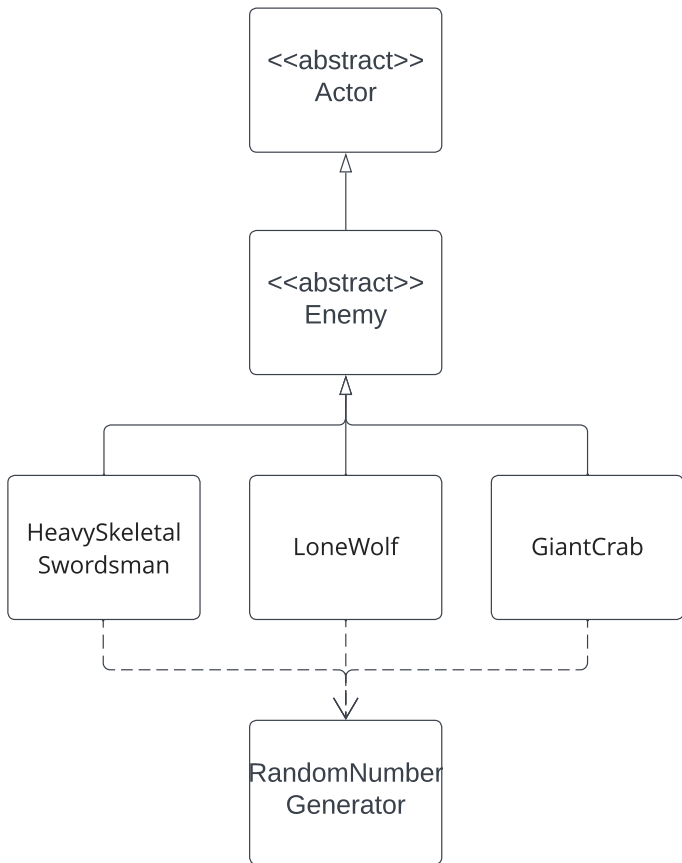 <<abstract>>
Actor
<<abstract>>
Enemy
HeavySkeletal
Swordsman
LoneWolf
GiantCrab
RandomNumber
Generator